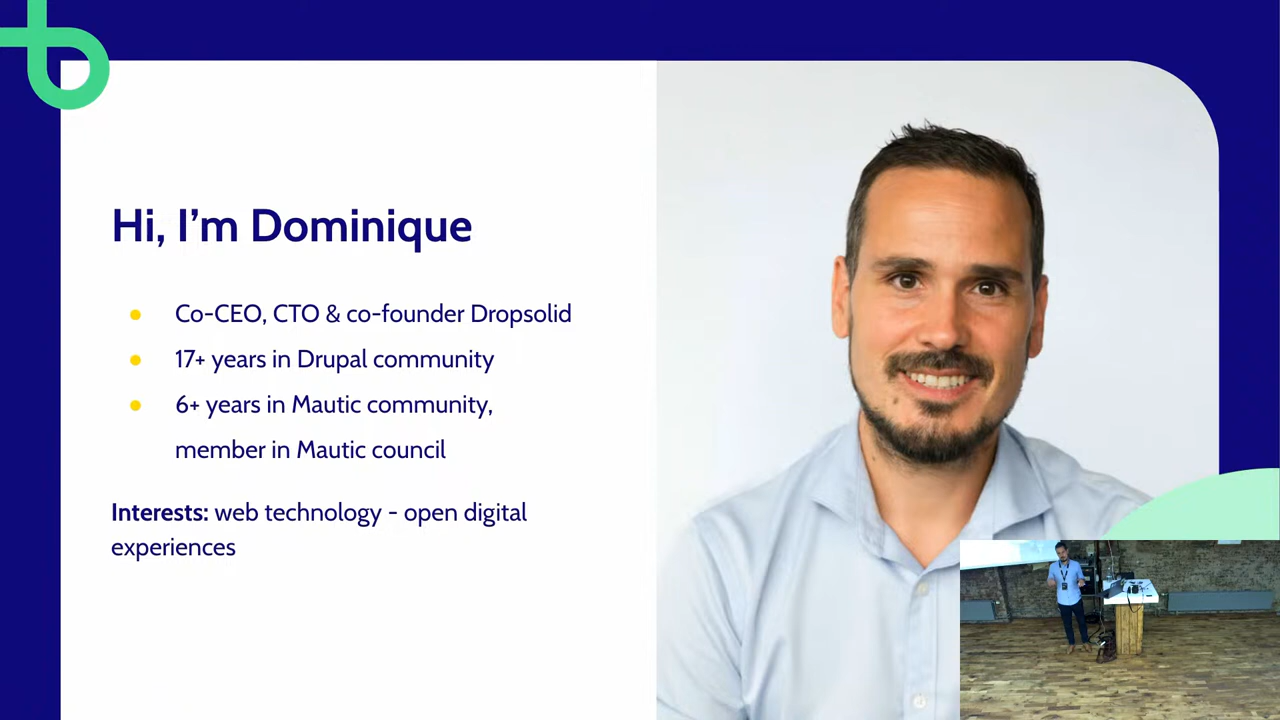 Hi, I'm Dominique
Co-CEO, CTO & co-founder Dropsolid
17+ years in Drupal community
6+ years in Mautic community,
member in Mautic council
Interests: web technology - open digital
experiences